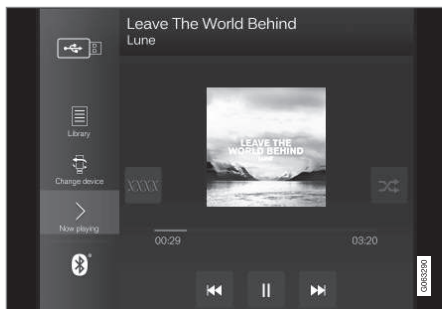 Leave The World Behind
Lune
Library
Change device
Now playing
XXXX
LEAVE THE
WORLD BEHIND
LUNE
00:29
03:20
G063290